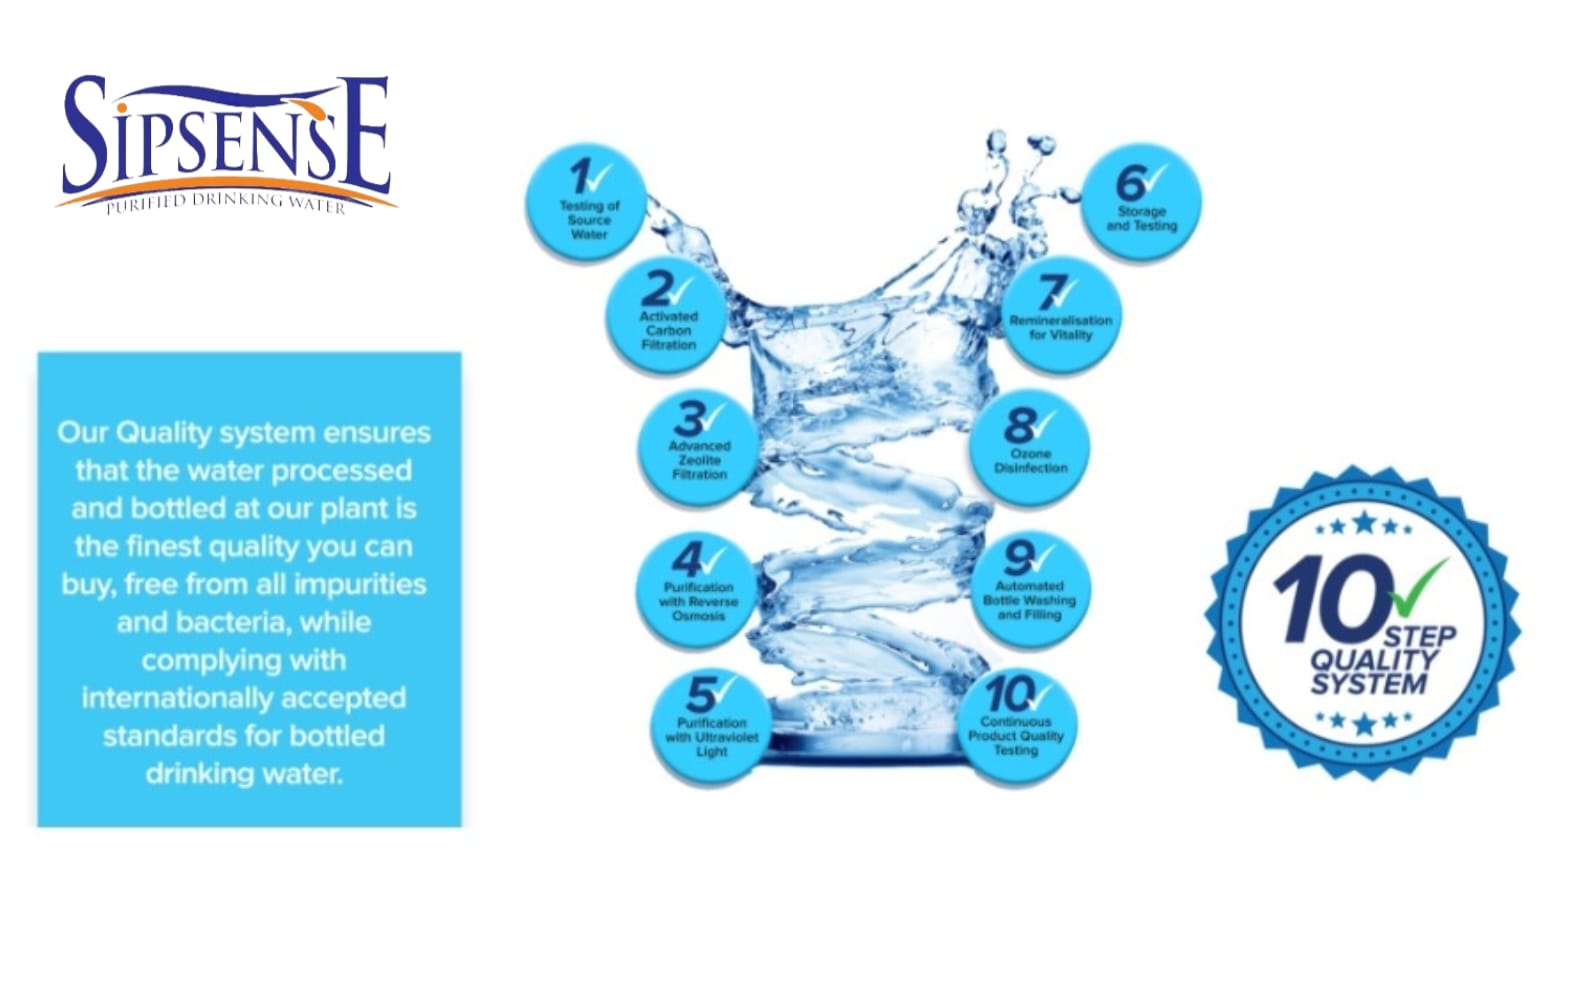 SIPSENSE
PURIFIED DRINKING WATER
Our Quality system ensures
that the water processed
and bottled at our plant is
the finest quality you can
buy, free from all impurities
and bacteria, while
complying with
internationally accepted
standards for bottled
drinking water.
1
Testing of
Source
Water
2
Activated
Carbon
Filtration
3
Advanced
Zeolite
Filtration
4
Purification
with Reverse
Osmosis
5
Purification
with Ultraviolet
Light
6
Storage
and Testing
7
Remineralisation
for Vitality
8
Ozone
Disinfection
9
Automated
Bottle Washing
and Filling
10
Continuous
Product Quality
Testing
10
STEP
QUALITY
SYSTEM